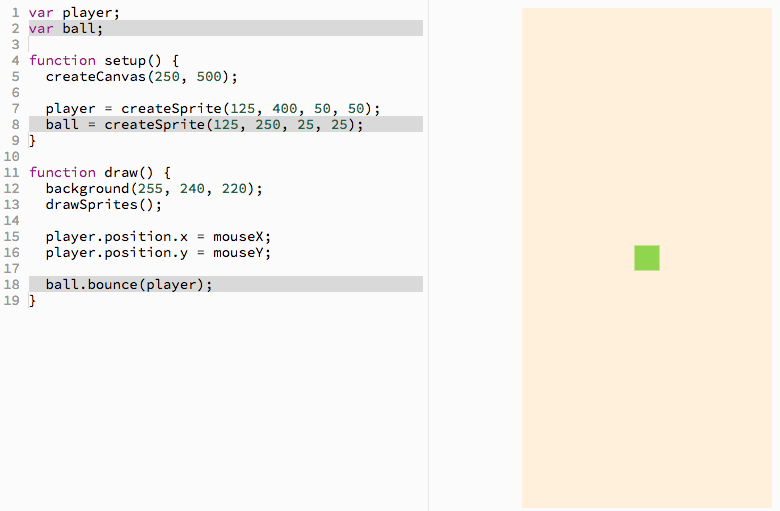 1 var player;
2 var ball;
3
4 function setup() {
5   createCanvas(250, 500);
6
7   player = createSprite(125, 400, 50, 50);
8   ball = createSprite(125, 250, 25, 25);
9 }
10
11 function draw() {
12   background(255, 240, 220);
13   drawSprites();
14
15   player.position.x = mouseX;
16   player.position.y = mouseY;
17
18   ball.bounce(player);
19 }